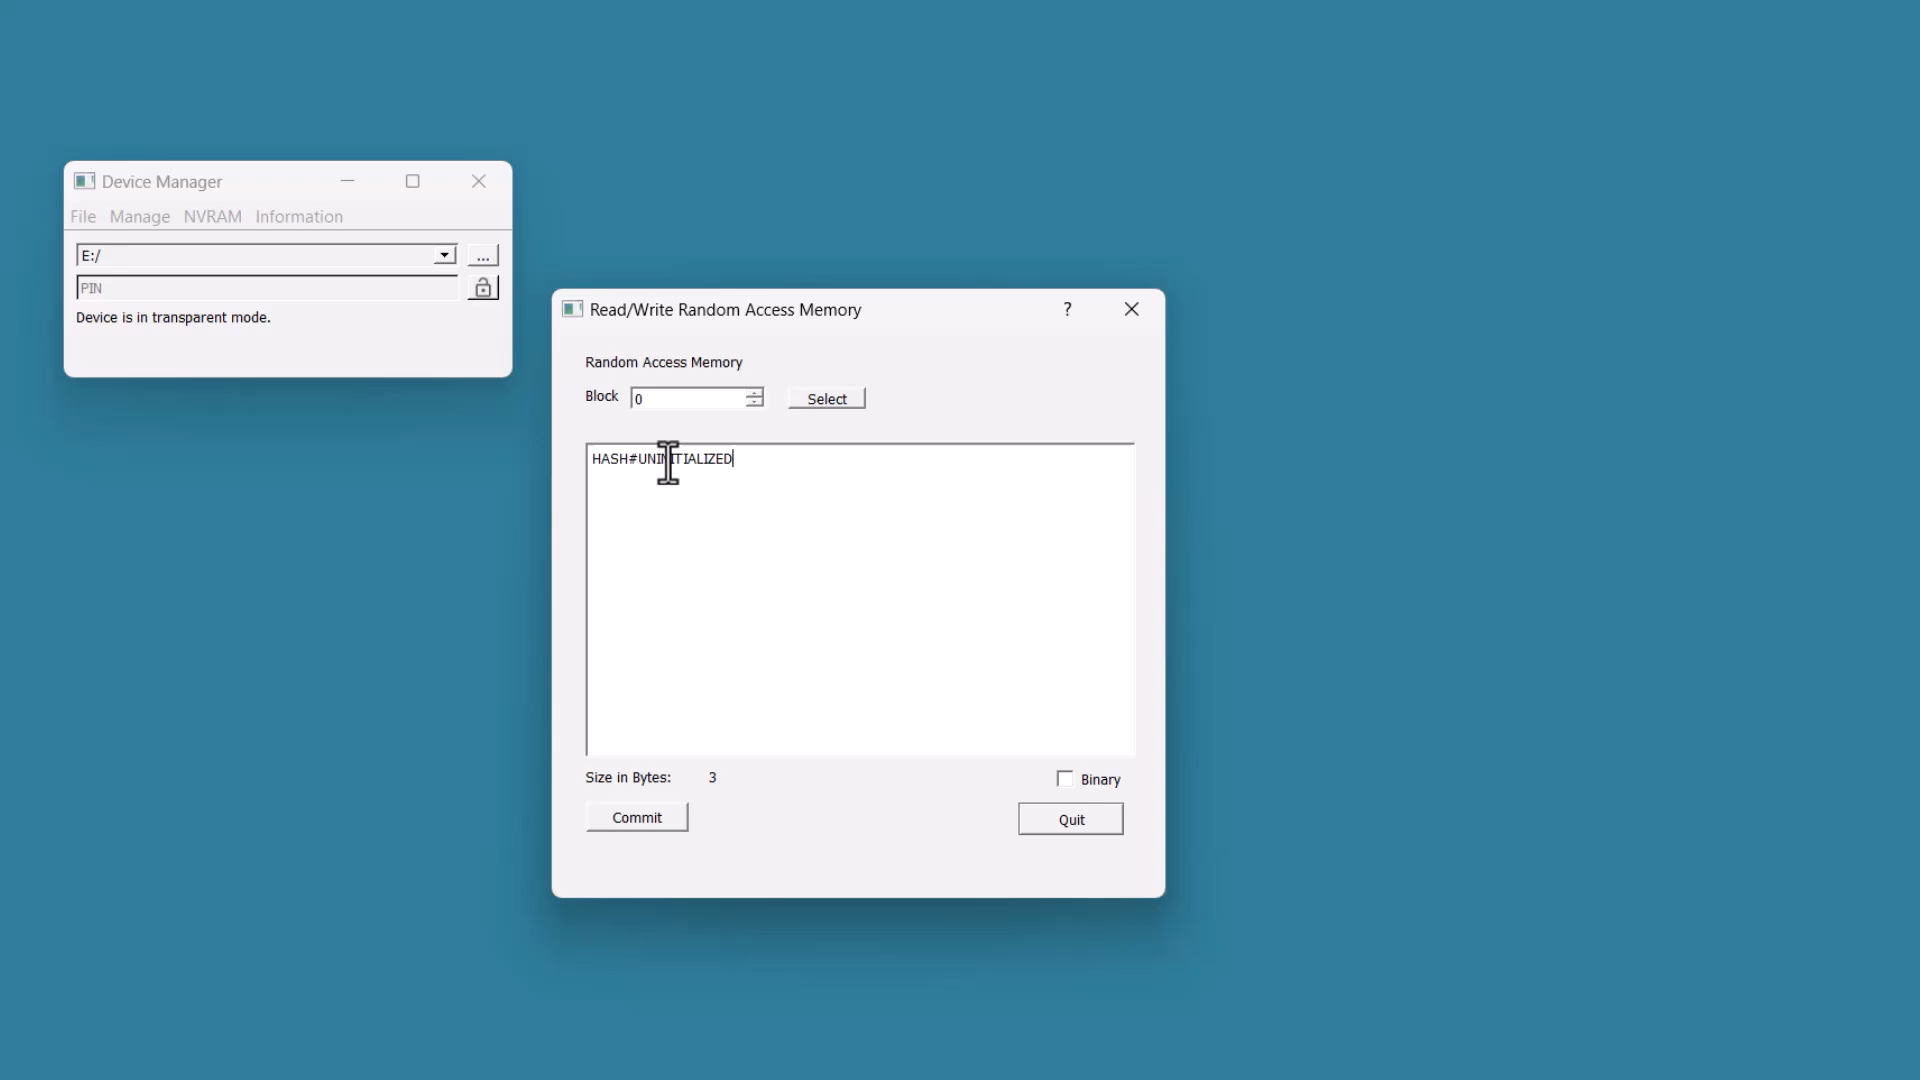 Device Manager
File Manage NVRAM Information
E:/
...
PIN
Device is in transparent mode.
Read/Write Random Access Memory
?
Random Access Memory
Block 0 Select
HASH#UNINITIALIZED
Size in Bytes: 3
Binary
Commit
Quit